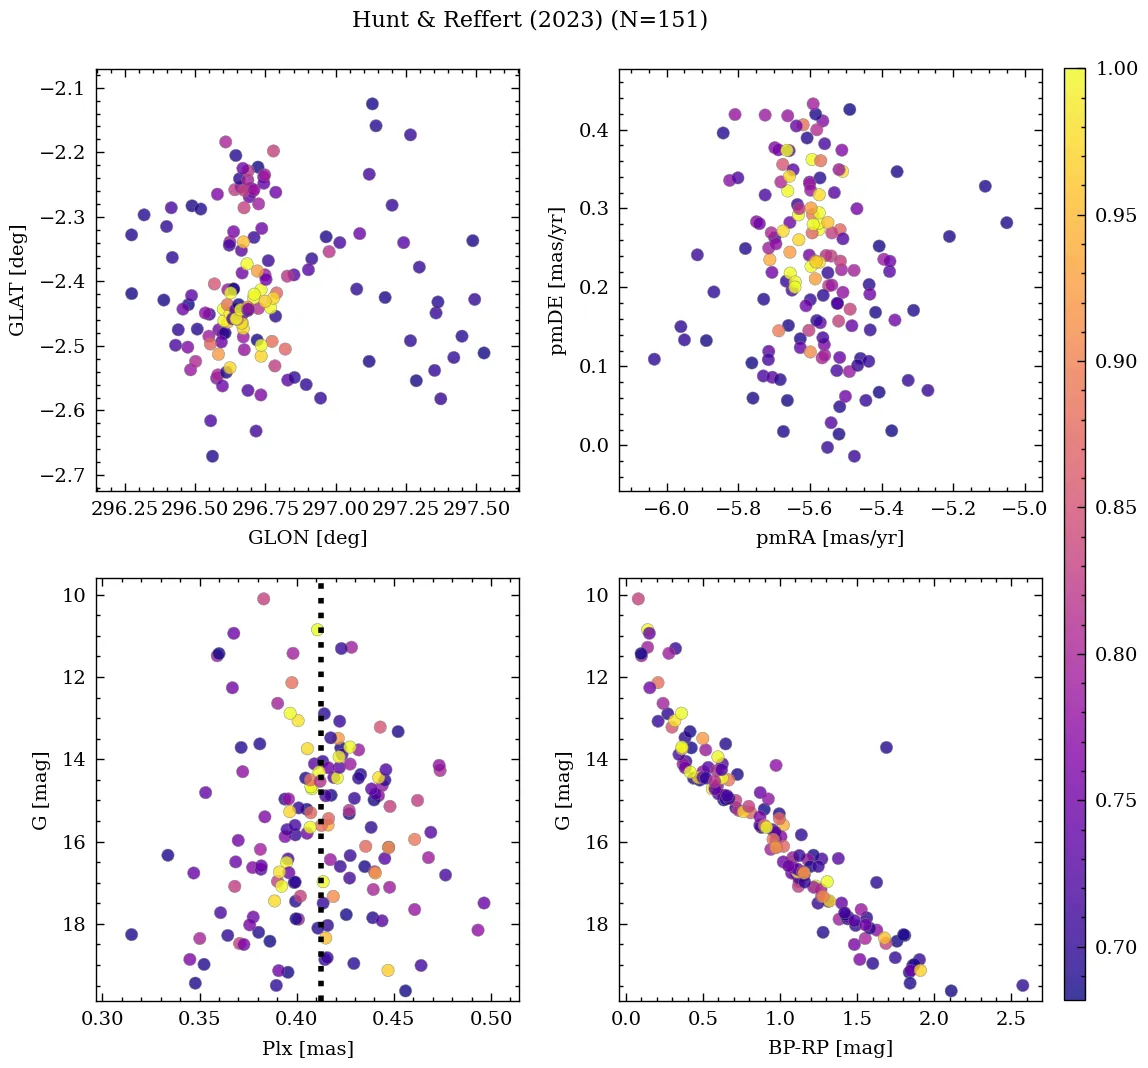 Hunt & Reffert (2023) (N=151)
−2.1
−2.2
−2.3
−2.4
−2.5
−2.6
−2.7
GLAT [deg]
296.25 296.50 296.75 297.00 297.25 297.50
GLON [deg]
0.4
0.3
0.2
0.1
0.0
pmDE [mas/yr]
−6.0 −5.8 −5.6 −5.4 −5.2 −5.0
pmRA [mas/yr]
10
12
14
16
18
G [mag]
0.30 0.35 0.40 0.45 0.50
Plx [mas]
10
12
14
16
18
G [mag]
0.0 0.5 1.0 1.5 2.0 2.5
BP-RP [mag]
1.00
0.95
0.90
0.85
0.80
0.75
0.70